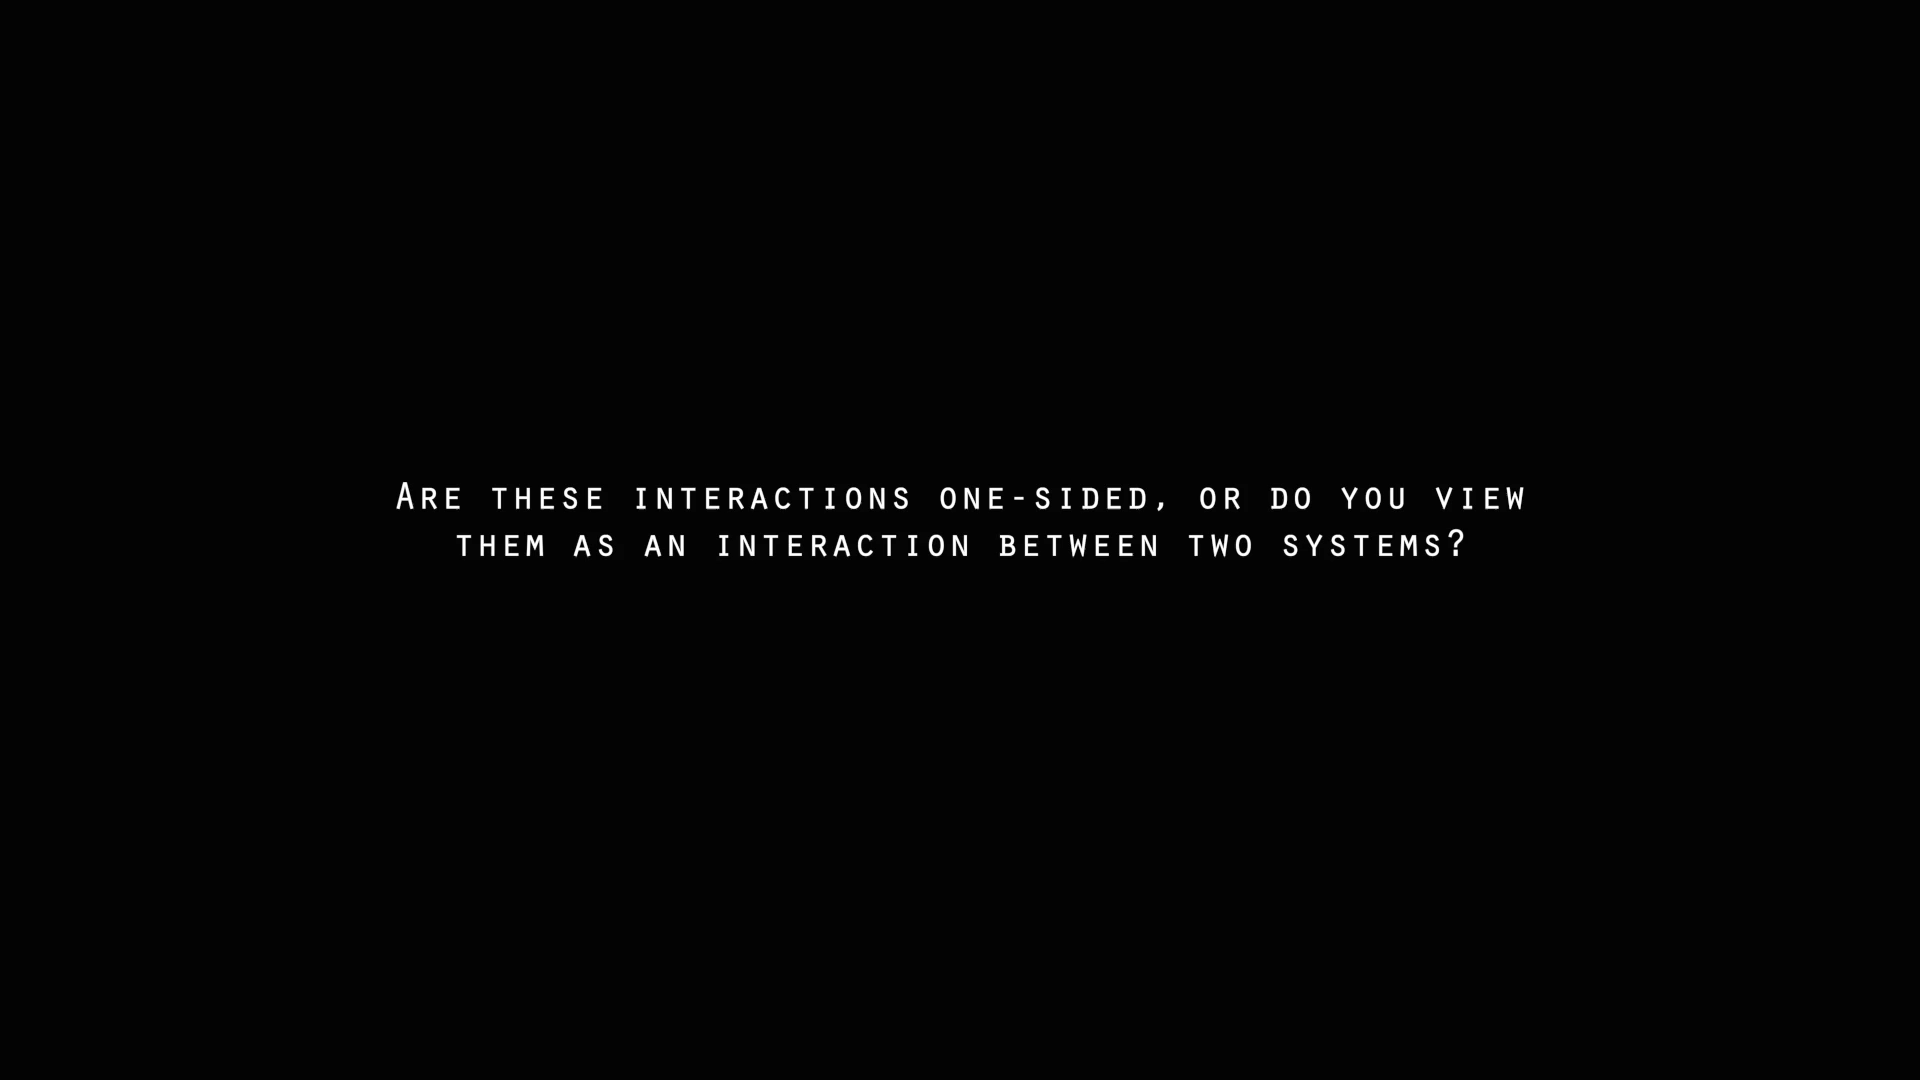 Are these interactions one-sided, or do you view
them as an interaction between two systems?